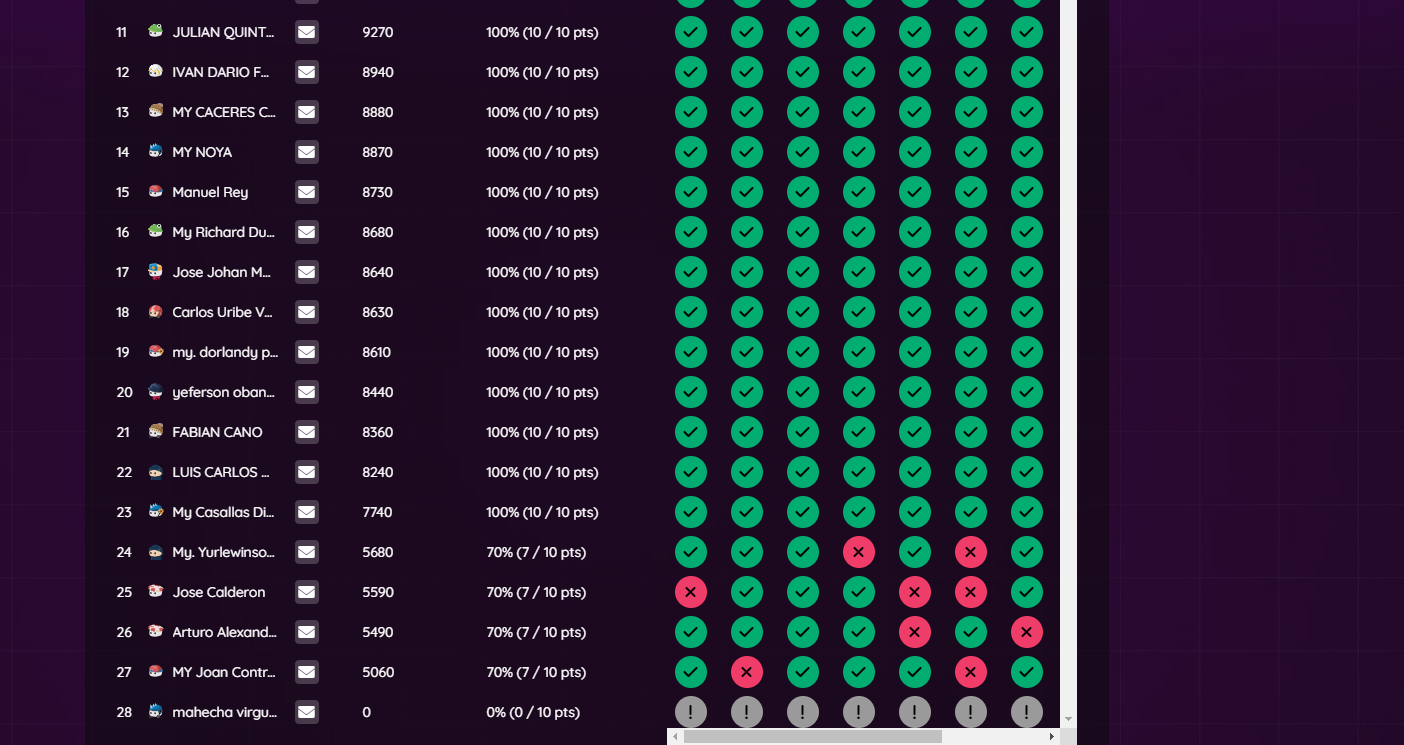 11 JULIAN QUINT... 9270 100% (10 / 10 pts)
12 IVAN DARIO F... 8940 100% (10 / 10 pts)
13 MY CACERES C... 8880 100% (10 / 10 pts)
14 MY NOYA 8870 100% (10 / 10 pts)
15 Manuel Rey 8730 100% (10 / 10 pts)
16 My Richard Du... 8680 100% (10 / 10 pts)
17 Jose Johan M... 8640 100% (10 / 10 pts)
18 Carlos Uribe V... 8630 100% (10 / 10 pts)
19 my. dorlandy p... 8610 100% (10 / 10 pts)
20 yeferson oban... 8440 100% (10 / 10 pts)
21 FABIAN CANO 8360 100% (10 / 10 pts)
22 LUIS CARLOS ... 8240 100% (10 / 10 pts)
23 My Casallas Di... 7740 100% (10 / 10 pts)
24 My. Yurlewinso... 5680 70% (7 / 10 pts)
25 Jose Calderon 5590 70% (7 / 10 pts)
26 Arturo Alexand... 5490 70% (7 / 10 pts)
27 MY Joan Contr... 5060 70% (7 / 10 pts)
28 mahecha virgu... 0 0% (0 / 10 pts) ! ! ! ! ! ! !